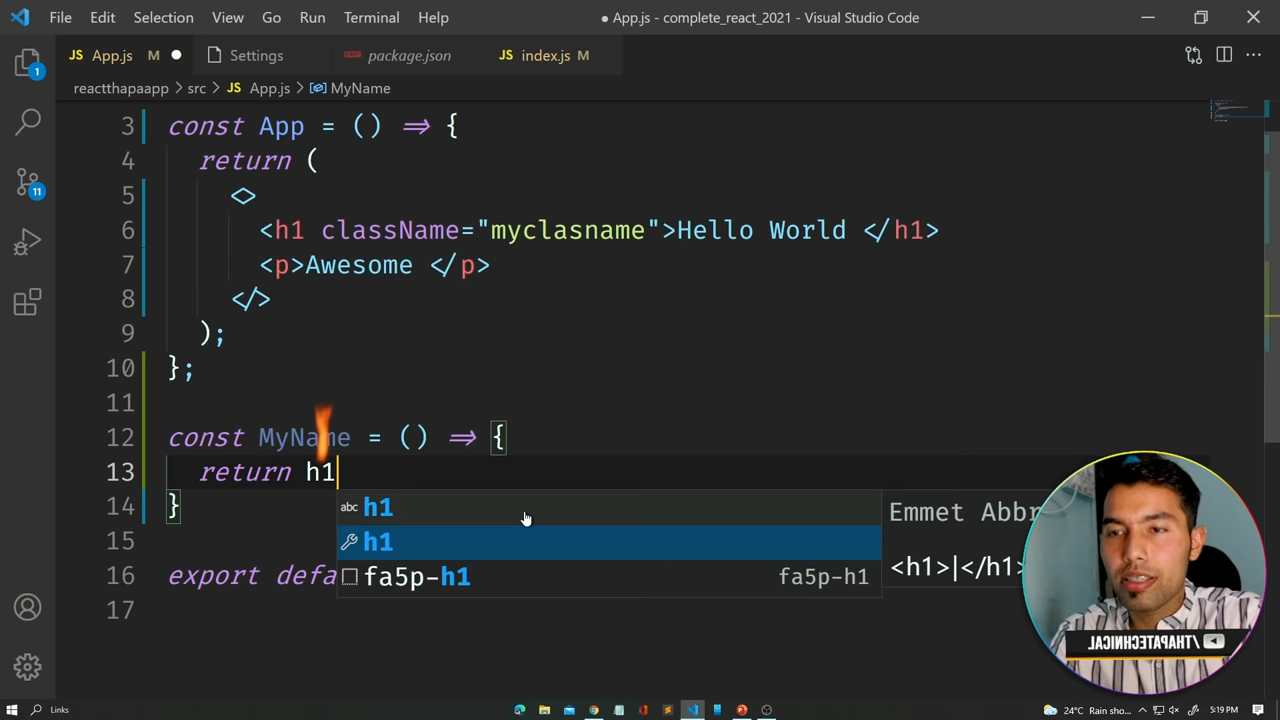 File Edit Selection View Go Run Terminal Help ● App.js - complete_react_2021 - Visual Studio Code
JS App.js M ● Settings package.json JS index.js M
reactthapaapp > src > JS App.js > MyName
1
11
3 const App = () => {
4 return (
5 <>
6 <h1 className="myclasname">Hello World </h1>
7 <p>Awesome </p>
8 </>
9 );
10 };
11
12 const MyName = () => {
13 return h1
14 }
15
16 export defa
17
abc h1
h1
fa5p-h1 fa5p-h1
Emmet Abbr
<h1>|</h1>
/THAPATECHNICAL
Links 24°C Rain sho... 5:19 PM